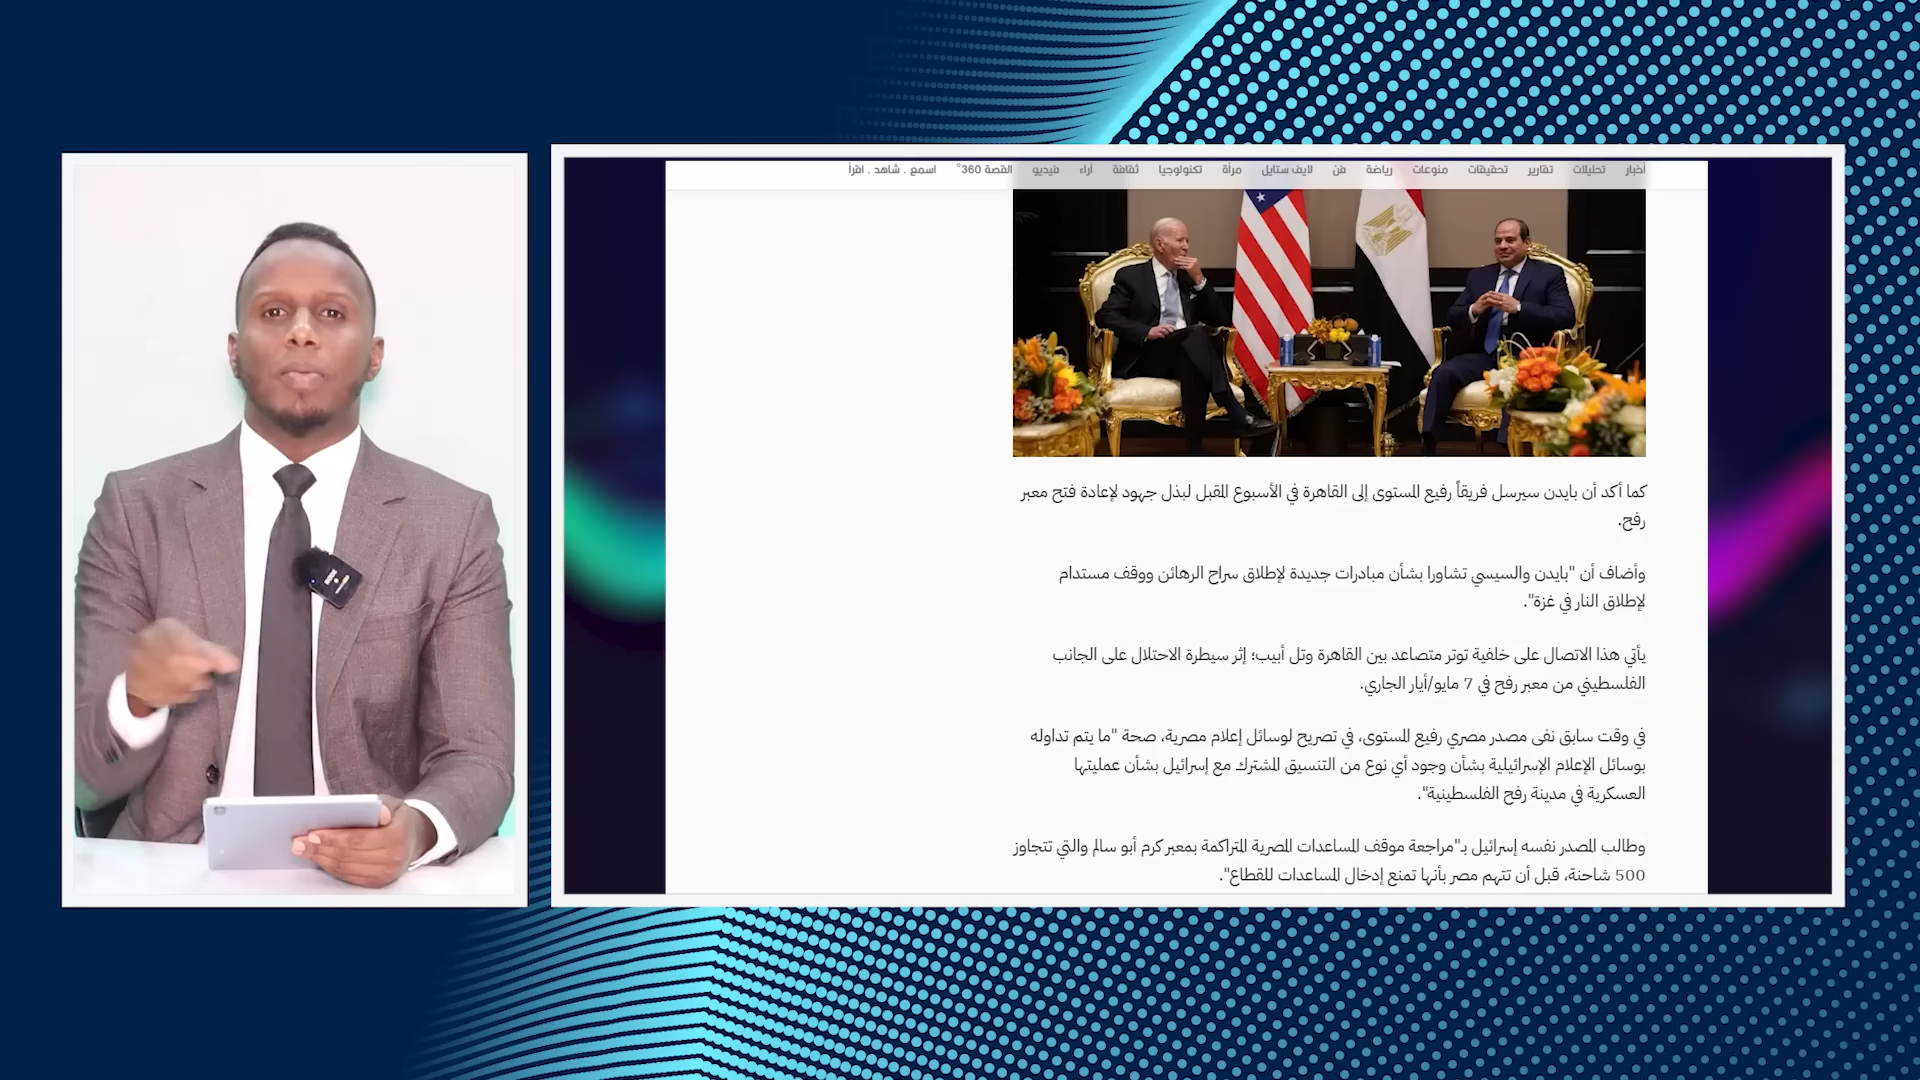 أخبار تحليلات تقارير تحقيقات منوعات رياضة فن لايف ستايل مرأة تكنولوجيا ثقافة آراء فيديو القصة 360° اسمع . شاهد . اقرأ
كما أكد أن بايدن سيرسل فريقاً رفيع المستوى إلى القاهرة في الأسبوع المقبل لبذل جهود لإعادة فتح معبر
رفح.
وأضاف أن "بايدن والسيسي تشاورا بشأن مبادرات جديدة لإطلاق سراح الرهائن ووقف مستدام
لإطلاق النار في غزة".
يأتي هذا الاتصال على خلفية توتر متصاعد بين القاهرة وتل أبيب؛ إثر سيطرة الاحتلال على الجانب
الفلسطيني من معبر رفح في 7 مايو/أيار الجاري.
في وقت سابق نفى مصدر مصري رفيع المستوى، في تصريح لوسائل إعلام مصرية، صحة "ما يتم تداوله
بوسائل الإعلام الإسرائيلية بشأن وجود أي نوع من التنسيق المشترك مع إسرائيل بشأن عمليتها
العسكرية في مدينة رفح الفلسطينية".
وطالب المصدر نفسه إسرائيل بـ"مراجعة موقف المساعدات المصرية المتراكمة بمعبر كرم أبو سالم والتي تتجاوز
500 شاحنة، قبل أن تتهم مصر بأنها تمنع إدخال المساعدات للقطاع".